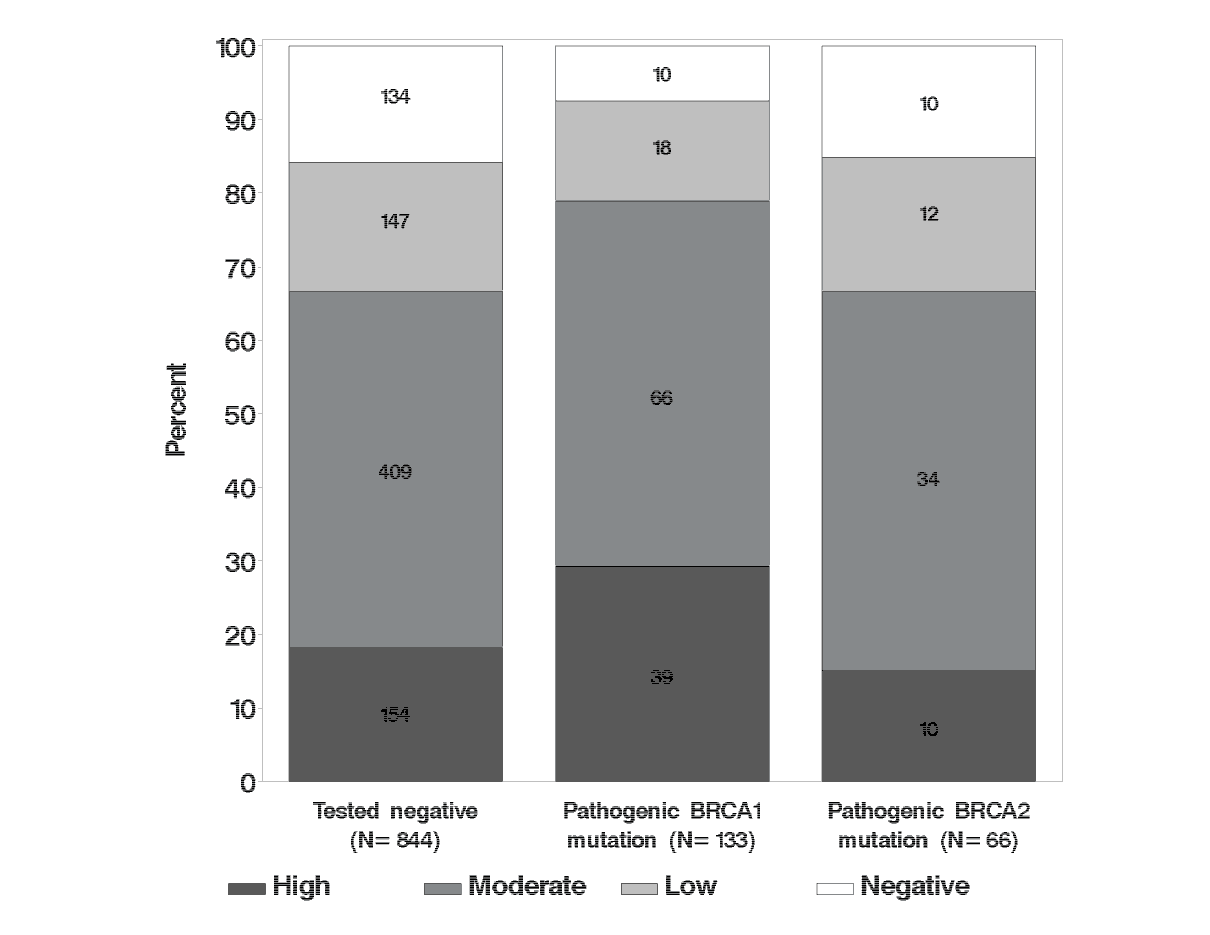 100
90
80
70
60
50
40
30
20
10
0
Percent
134
147
409
154
10
18
66
39
10
12
34
10
Tested negative
(N= 844)
Pathogenic BRCA1
mutation (N= 133)
Pathogenic BRCA2
mutation (N= 66)
High Moderate Low Negative